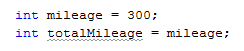 int mileage = 300;
int totalMileage = mileage;